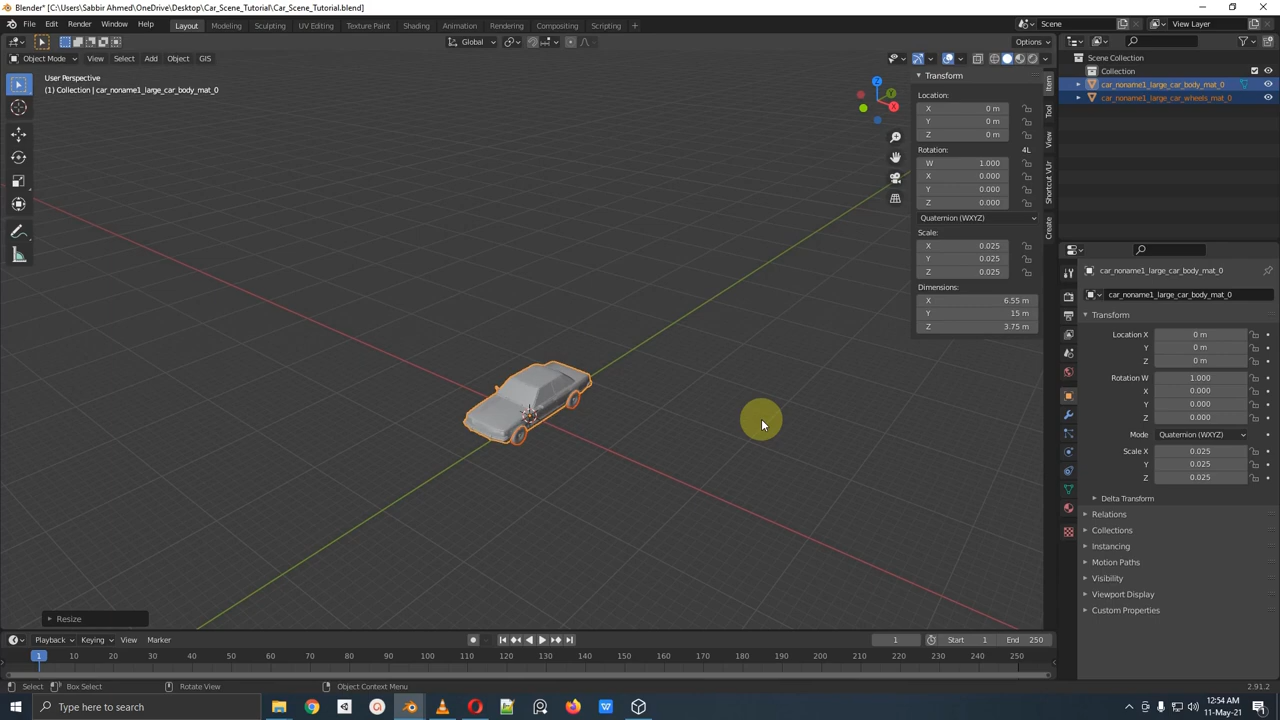 Blender* [C:\Users\Sabbir Ahmed\OneDrive\Desktop\Car_Scene_Tutorial\Car_Scene_Tutorial.blend]
File Edit Render Window Help Layout Modeling Sculpting UV Editing Texture Paint Shading Animation Rendering Compositing Scripting Scene View Layer
Global Options
Object Mode View Select Add Object GIS
User Perspective
(1) Collection | car_noname1_large_car_body_mat_0
Z
Y
X
Transform
Location:
X 0 m
Y 0 m
Z 0 m
Rotation: 4L
W 1.000
X 0.000
Y 0.000
Z 0.000
Quaternion (WXYZ)
Scale:
X 0.025
Y 0.025
Z 0.025
Dimensions:
X 6.55 m
Y 15 m
Z 3.75 m
Item
Tool
View
Shortcut VUr
Create
Scene Collection
Collection
car_noname1_large_car_body_mat_0
car_noname1_large_car_wheels_mat_0
car_noname1_large_car_body_mat_0
car_noname1_large_car_body_mat_0
Transform
Location X 0 m
Y 0 m
Z 0 m
Rotation W 1.000
X 0.000
Y 0.000
Z 0.000
Mode Quaternion (WXYZ)
Scale X 0.025
Y 0.025
Z 0.025
Delta Transform
Relations
Collections
Instancing
Motion Paths
Visibility
Viewport Display
Custom Properties
Resize
Playback Keying View Marker 1 Start 1 End 250
1 10 20 30 40 50 60 70 80 90 100 110 120 130 140 150 160 170 180 190 200 210 220 230 240 250
Select Box Select Rotate View Object Context Menu 2.91.2
Type here to search
12:54 AM
11-May-21